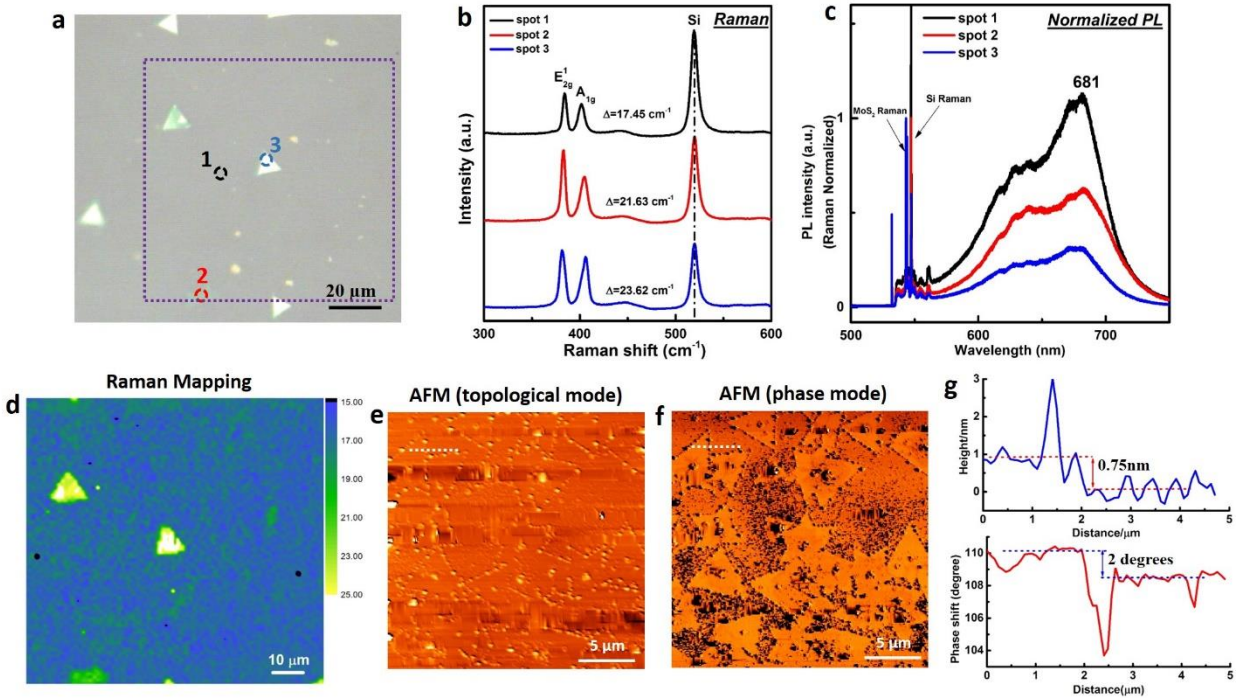 a
1
3
2
20 µm
b
spot 1
spot 2
spot 3
Raman
Si
E¹2g
A1g
Δ=17.45 cm⁻¹
Δ=21.63 cm⁻¹
Δ=23.62 cm⁻¹
Intensity (a.u.)
300 400 500 600
Raman shift (cm⁻¹)
c
spot 1
spot 2
spot 3
Normalized PL
681
MoS₂ Raman
Si Raman
PL intensity (a.u.)
(Raman Normalized)
1
0
500 600 700
Wavelength (nm)
Raman Mapping
d
15.00
17.00
19.00
21.00
23.00
25.00
10 µm
AFM (topological mode)
e
5 µm
AFM (phase mode)
f
5 µm
g
Height/nm
3
2
1
0
0.75nm
0 1 2 3 4 5
Distance/µm
Phase shift (degree)
110
108
106
104
2 degrees
0 1 2 3 4 5
Distance(µm)